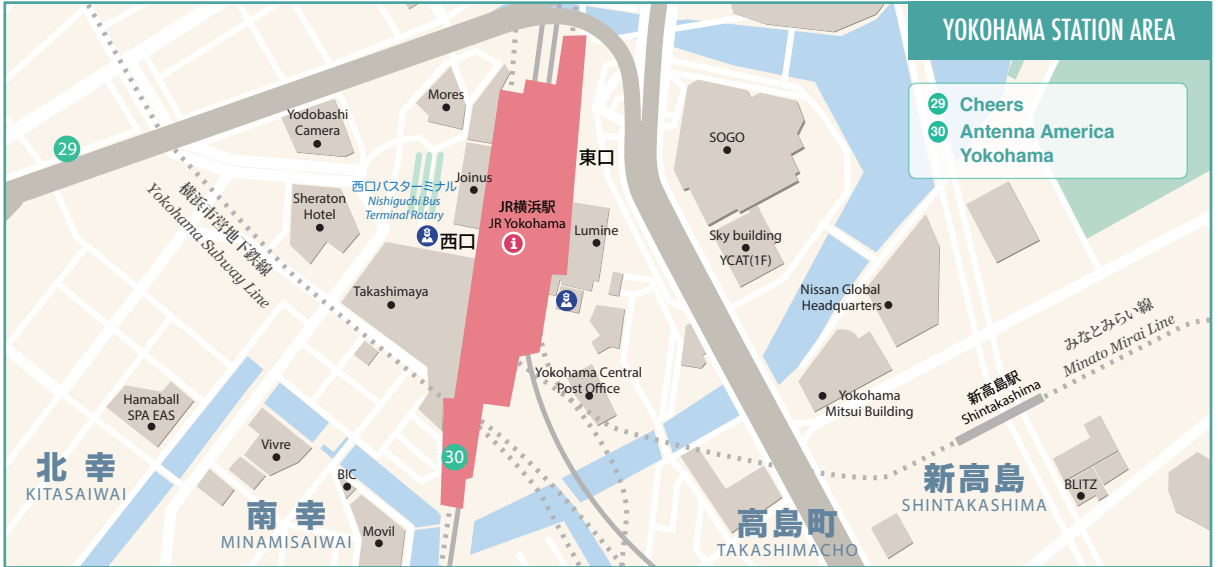 YOKOHAMA STATION AREA
29 Cheers
30 Antenna America
Yokohama
Mores
Yodobashi
Camera
29
SOGO
東口
西口バスターミナル
Nishiguchi Bus
Terminal Rotary
Joinus
横浜市営地下鉄線
Yokohama Subway Line
Sheraton
Hotel
JR横浜駅
JR Yokohama
西口
Lumine
Sky building
YCAT(1F)
Takashimaya
Nissan Global
Headquarters
みなとみらい線
Minato Mirai Line
Yokohama Central
Post Office
Yokohama
Mitsui Building
新高島駅
Shintakashima
Hamaball
SPA EAS
Vivre
30
北幸
KITASAIWAI
BIC
南幸
MINAMISAIWAI
Movil
高島町
TAKASHIMACHO
新高島
SHINTAKASHIMA
BLITZ